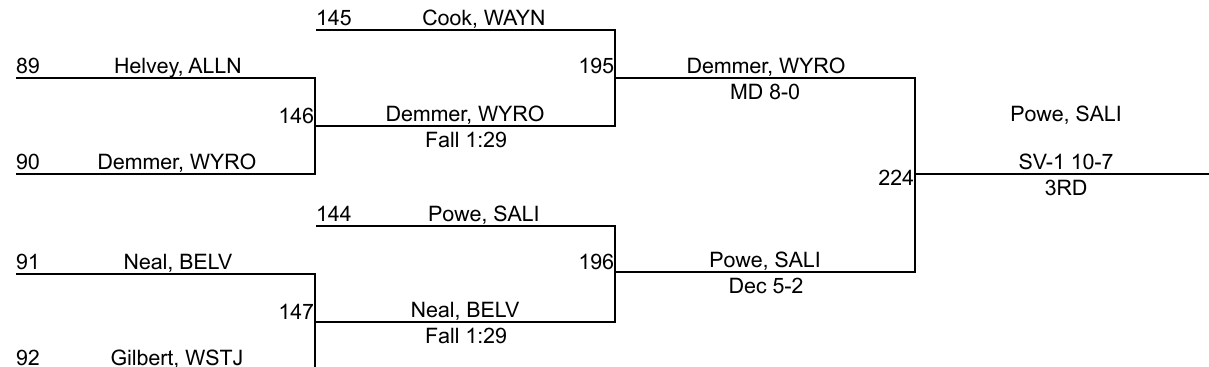 145 Cook, WAYN
89 Helvey, ALLN
195 Demmer, WYRO
MD 8-0
146 Demmer, WYRO
Fall 1:29
Powe, SALI
90 Demmer, WYRO
SV-1 10-7
224
3RD
144 Powe, SALI
91 Neal, BELV
196 Powe, SALI
Dec 5-2
147 Neal, BELV
Fall 1:29
92 Gilbert, WSTJ